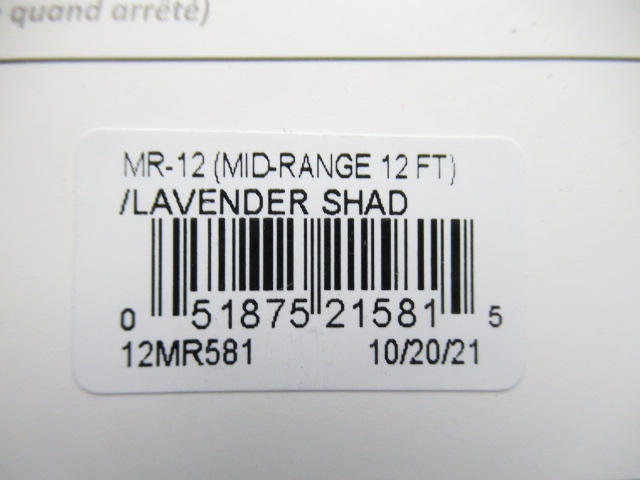 quand arrêté)
MR-12 (MID-RANGE 12 FT)
/LAVENDER SHAD
0 51875 21581 5
12MR581 10/20/21